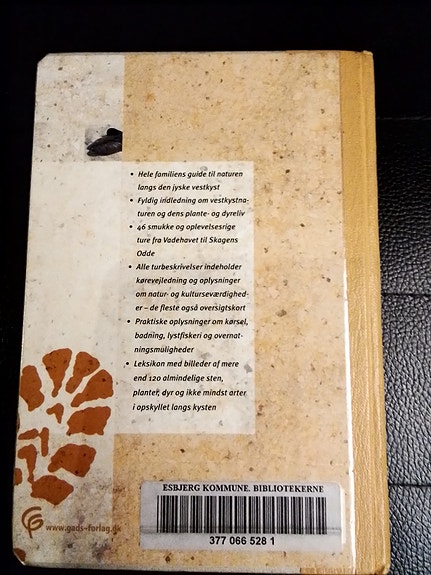 • Hele familiens guide til naturen
langs den jyske vestkyst
• Fyldig indledning om vestkystna-
turen og dens plante- og dyreliv
• 46 smukke og oplevelsesrige
ture fra Vadehavet til Skagens
Odde
• Alle turbeskrivelser indeholder
kørevejledning og oplysninger
om natur- og kulturseværdighed-
er – de fleste også oversigtskort
• Praktiske oplysninger om kørsel,
badning, lystfiskeri og overnat-
ningsmuligheder
• Leksikon med billeder af mere
end 120 almindelige sten,
planter, dyr og ikke mindst arter
i opskyllet langs kysten
www.gads-forlag.dk
ESBJERG KOMMUNE. BIBLIOTEKERNE
377 066 528 1